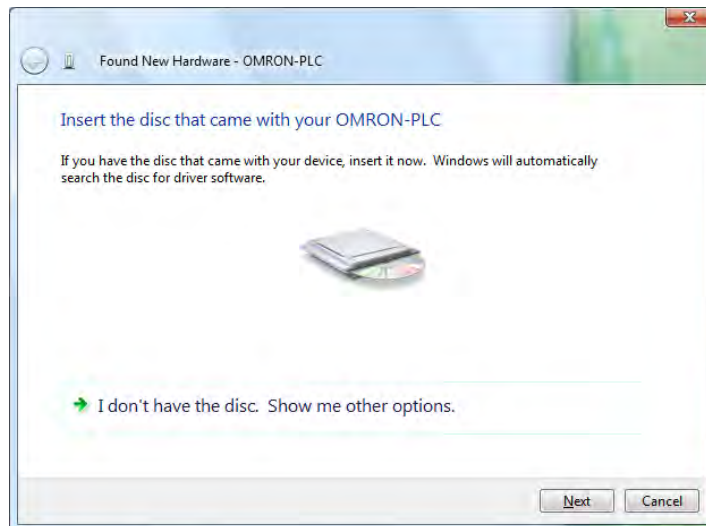 Found New Hardware - OMRON-PLC
Insert the disc that came with your OMRON-PLC
If you have the disc that came with your device, insert it now.  Windows will automatically
search the disc for driver software.
I don't have the disc.  Show me other options.
Next
Cancel